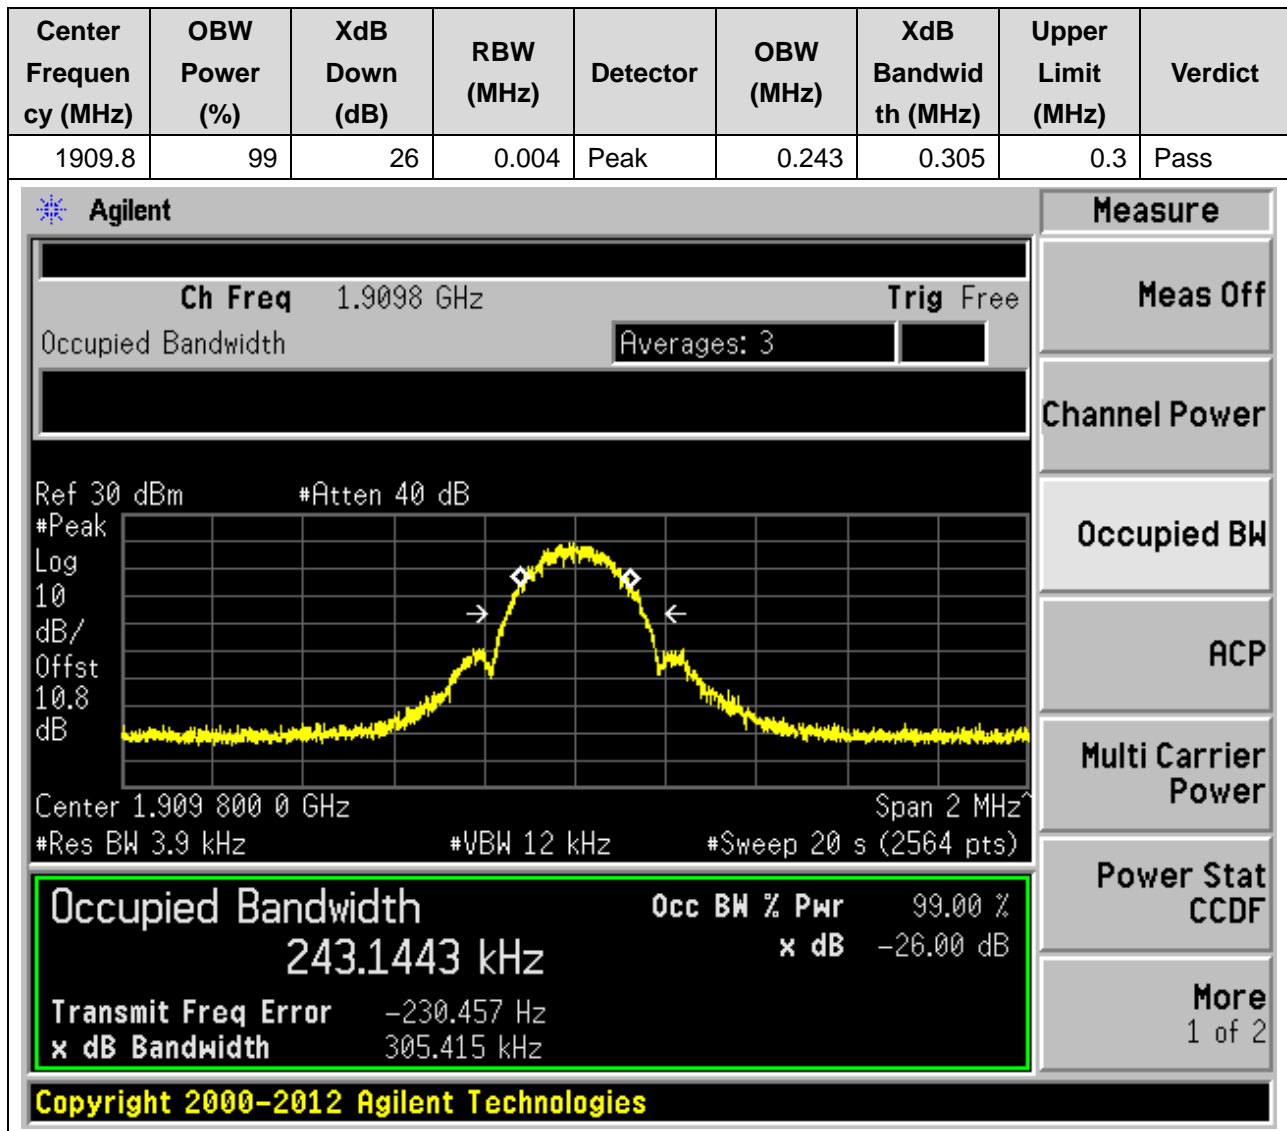 Center Frequen cy (MHz) OBW Power (%) XdB Down (dB) RBW (MHz) Detector OBW (MHz) XdB Bandwid th (MHz) Upper Limit (MHz) Verdict
1909.8 99 26 0.004 Peak 0.243 0.305 0.3 Pass
Agilent
Measure
Ch Freq 1.9098 GHz Trig Free
Occupied Bandwidth Averages: 3
Meas Off
Channel Power
Occupied BW
ACP
Multi Carrier
Power
Power Stat
CCDF
More
1 of 2
Ref 30 dBm #Atten 40 dB
#Peak
Log
10
dB/
Offst
10.8
dB
Center 1.909 800 0 GHz Span 2 MHz^
#Res BW 3.9 kHz #VBW 12 kHz #Sweep 20 s (2564 pts)
Occupied Bandwidth Occ BW % Pwr 99.00 %
243.1443 kHz x dB -26.00 dB
Transmit Freq Error -230.457 Hz
x dB Bandwidth 305.415 kHz
Copyright 2000-2012 Agilent Technologies